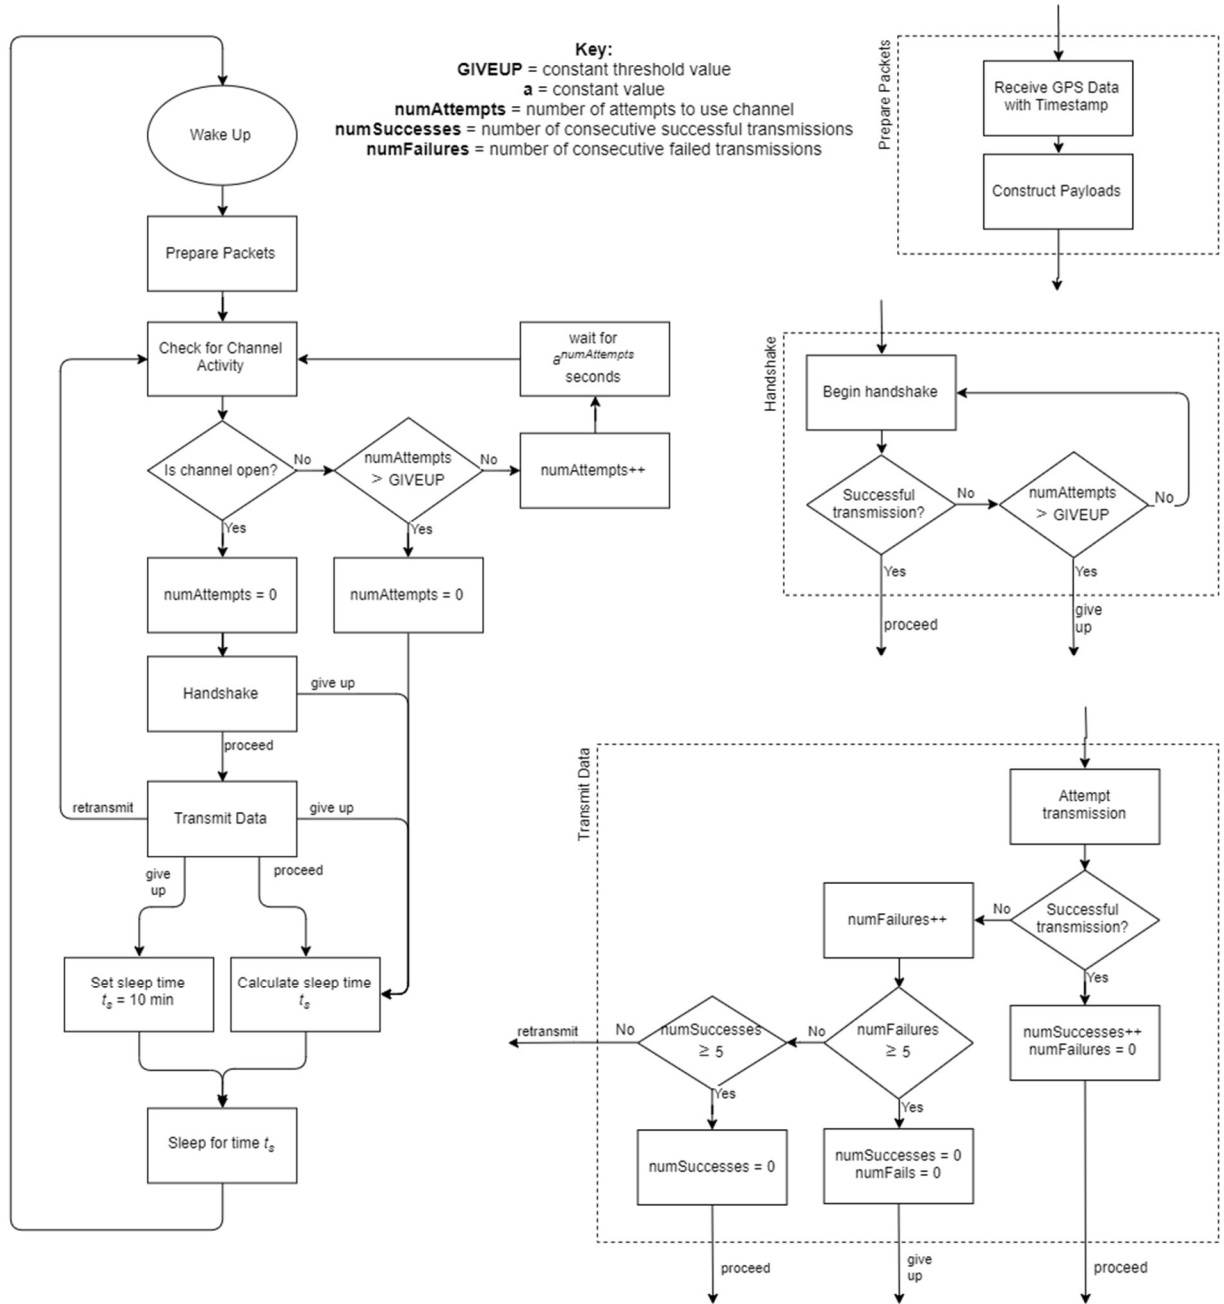 Key:
GIVEUP = constant threshold value
a = constant value
numAttempts = number of attempts to use channel
numSuccesses = number of consecutive successful transmissions
numFailures = number of consecutive failed transmissions
Wake Up
Prepare Packets
Check for Channel
Activity
wait for
a^numAttempts
seconds
Is channel open?
No
numAttempts
> GIVEUP
No
numAttempts++
Yes
Yes
numAttempts = 0
numAttempts = 0
Handshake
give up
proceed
retransmit
Transmit Data
give up
give
up
proceed
Set sleep time
ts = 10 min
Calculate sleep time
ts
Sleep for time ts
Prepare Packets
Receive GPS Data
with Timestamp
Construct Payloads
Handshake
Begin handshake
Successful
transmission?
No
numAttempts
> GIVEUP
No
Yes
Yes
proceed
give
up
Transmit Data
Attempt
transmission
Successful
transmission?
No
numFailures++
Yes
numSuccesses++
numFailures = 0
numFailures
≥ 5
No
numSuccesses
≥ 5
No
retransmit
Yes
Yes
numSuccesses = 0
numSuccesses = 0
numFails = 0
proceed
give
up
proceed